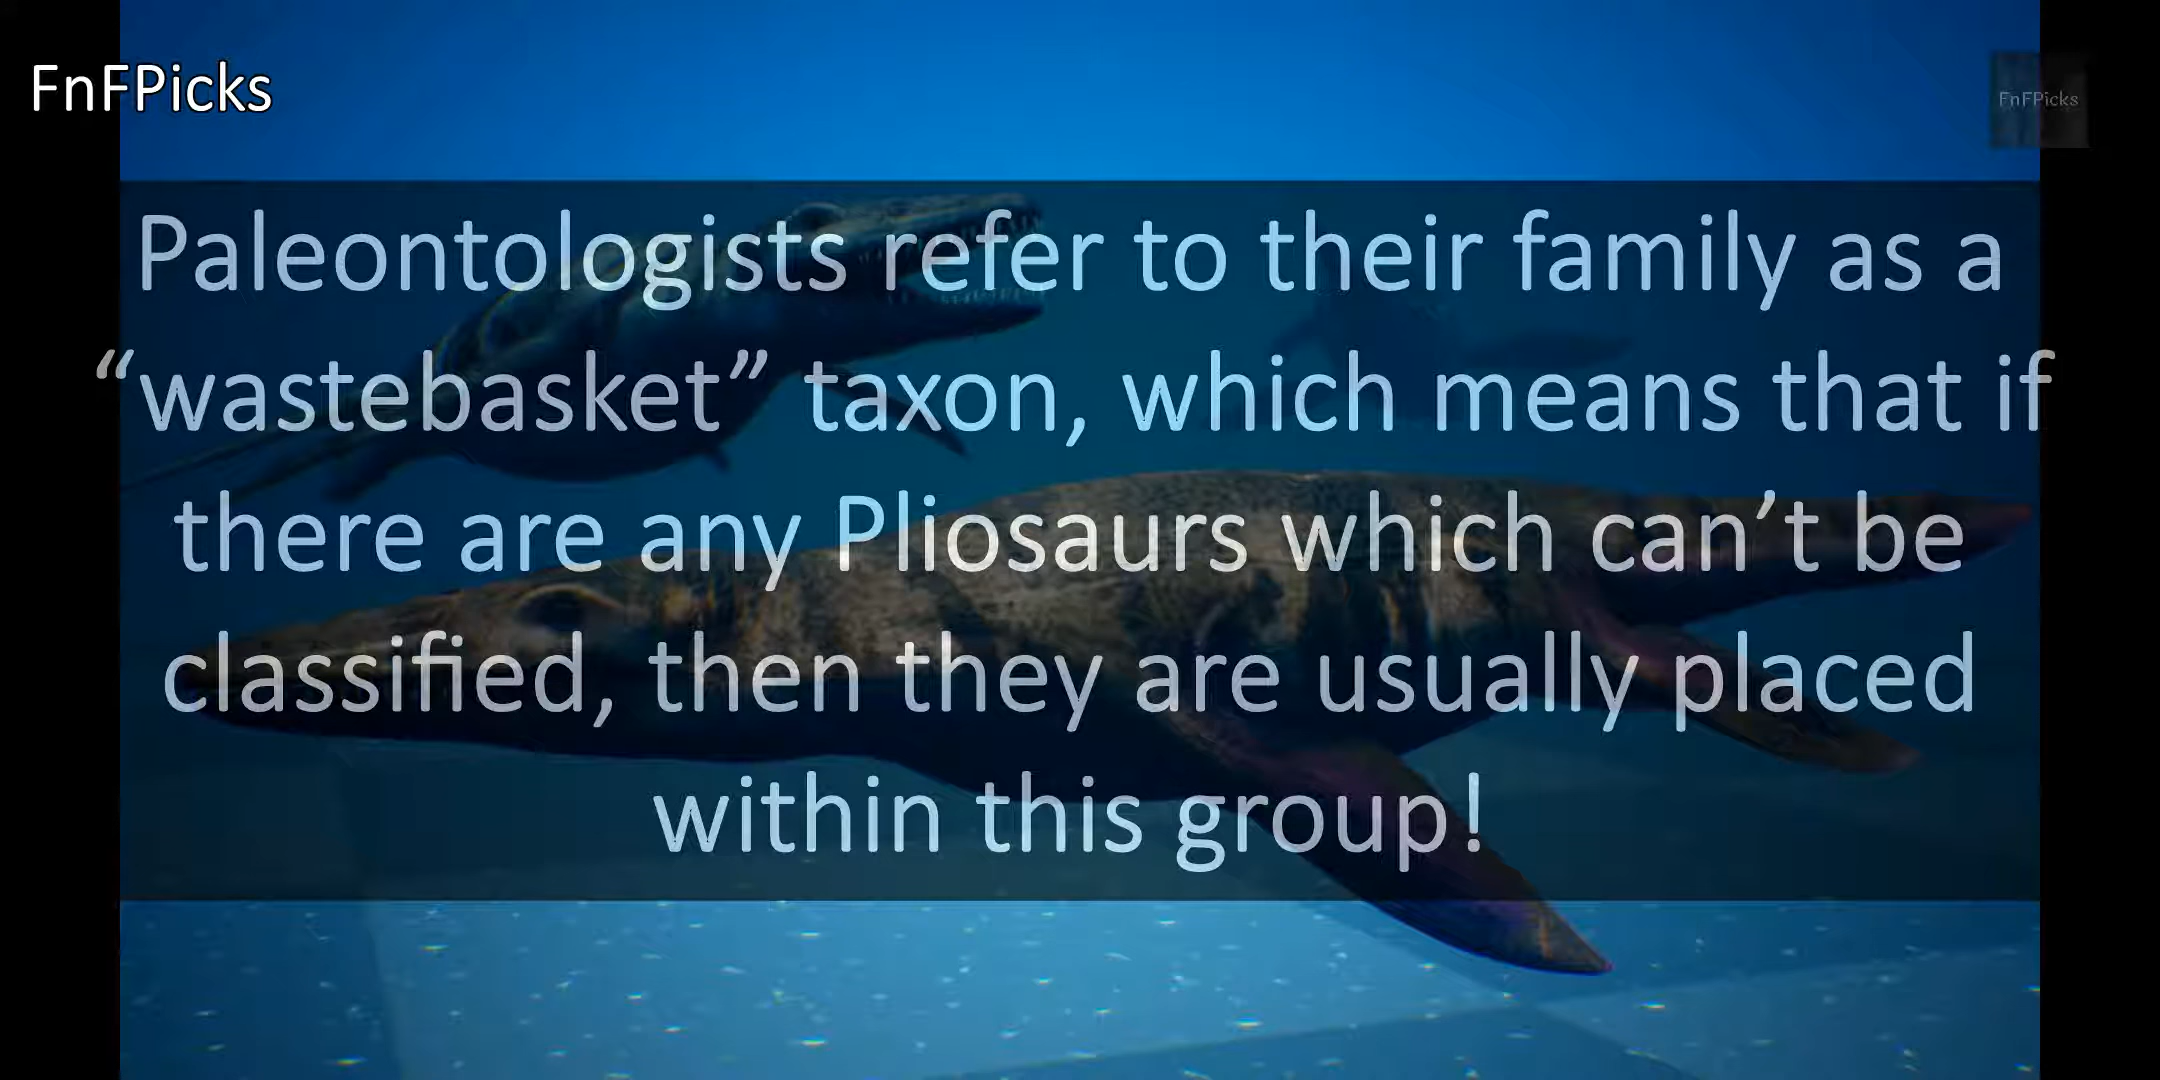 FnFPicks
FnFPicks
Paleontologists refer to their family as a
“wastebasket” taxon, which means that if
there are any Pliosaurs which can’t be
classified, then they are usually placed
within this group!